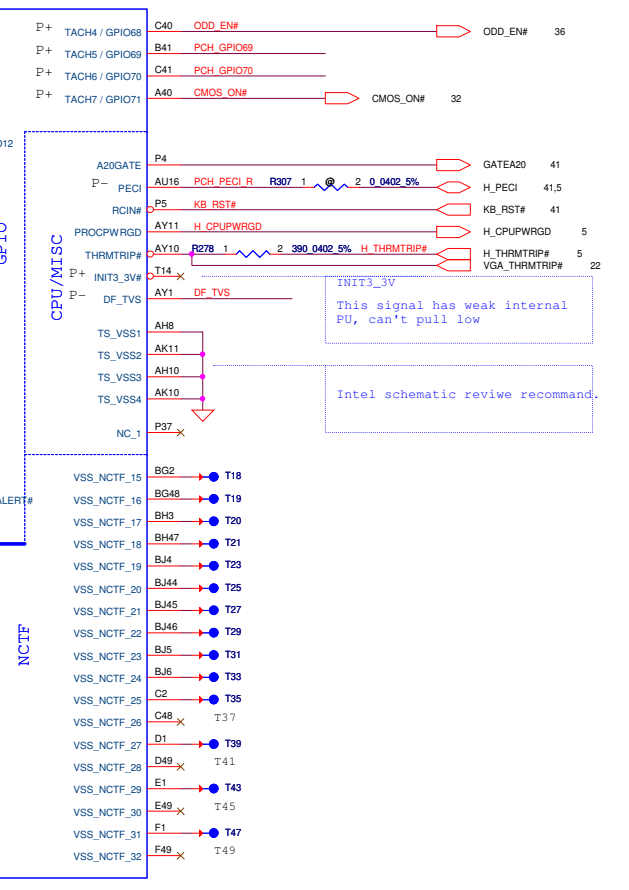 P+ TACH4 / GPIO68 C40 ODD_EN# ODD_EN# 36
P+ TACH5 / GPIO69 B41 PCH_GPIO69
P+ TACH6 / GPIO70 C41 PCH_GPIO70
P+ TACH7 / GPIO71 A40 CMOS_ON# CMOS_ON# 32
O12
GPIO
CPU/MISC
A20GATE P4 GATEA20 41
P- PECI AU16 PCH_PECI_R R307 1 @ 2 0_0402_5% H_PECI 41,5
RCIN# P5 KB_RST# KB_RST# 41
PROCPWRGD AY11 H_CPUPWRGD H_CPUPWRGD 5
THRMTRIP# AY10 R278 1 2 390_0402_5% H_THRMTRIP# H_THRMTRIP# 5
VGA_THRMTRIP# 22
P+ INIT3_3V# T14
INIT3_3V
This signal has weak internal
PU, can't pull low
P- DF_TVS AY1 DF_TVS
TS_VSS1 AH8
TS_VSS2 AK11
TS_VSS3 AH10
TS_VSS4 AK10
Intel schematic reviwe recommand.
NC_1 P37
ALERT#
NCTF
VSS_NCTF_15 BG2 T18
VSS_NCTF_16 BG48 T19
VSS_NCTF_17 BH3 T20
VSS_NCTF_18 BH47 T21
VSS_NCTF_19 BJ4 T23
VSS_NCTF_20 BJ44 T25
VSS_NCTF_21 BJ45 T27
VSS_NCTF_22 BJ46 T29
VSS_NCTF_23 BJ5 T31
VSS_NCTF_24 BJ6 T33
VSS_NCTF_25 C2 T35
VSS_NCTF_26 C48 T37
VSS_NCTF_27 D1 T39
VSS_NCTF_28 D49 T41
VSS_NCTF_29 E1 T43
VSS_NCTF_30 E49 T45
VSS_NCTF_31 F1 T47
VSS_NCTF_32 F49 T49